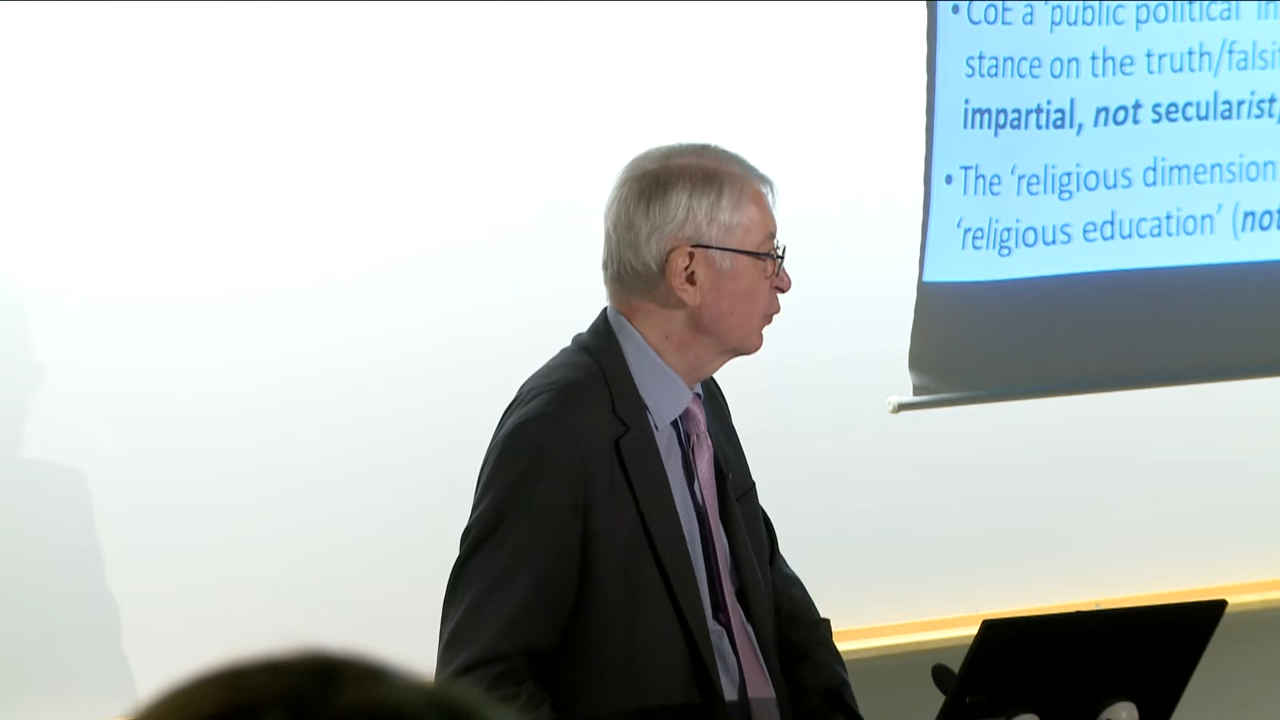 • CoE a 'public political' in
stance on the truth/falsi
impartial, not secularist,
• The 'religious dimension
'religious education' (not